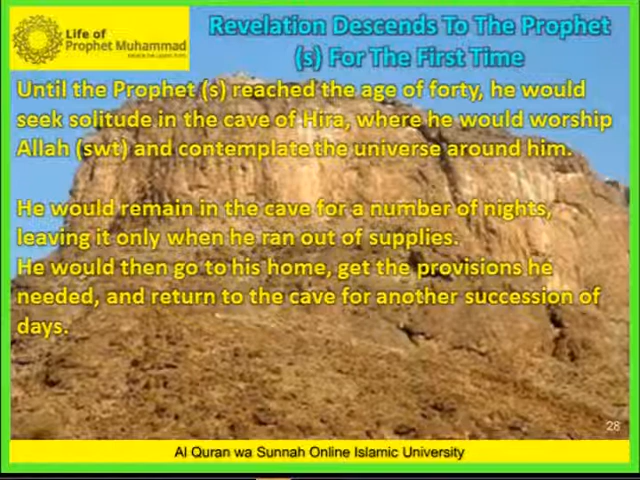 Life of
Prophet Muhammad
Revelation Descends To The Prophet
(s) For The First Time
Until the Prophet (s) reached the age of forty, he would
seek solitude in the cave of Hira, where he would worship
Allah (swt) and contemplate the universe around him.
He would remain in the cave for a number of nights,
leaving it only when he ran out of supplies.
He would then go to his home, get the provisions he
needed, and return to the cave for another succession of
days.
28
Al Quran wa Sunnah Online Islamic University